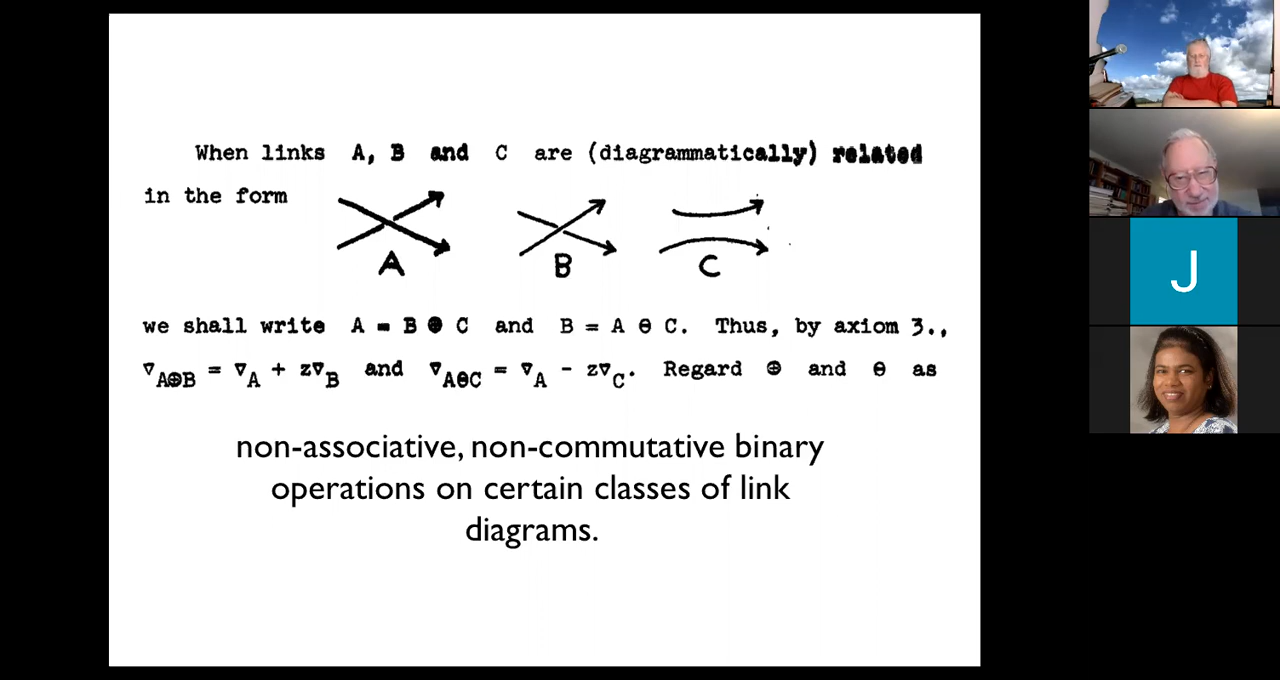 When links A, B and C are (diagrammatically) related
in the form
A B C
we shall write A = B ⊕ C and B = A ⊖ C. Thus, by axiom 3.,
∇A⊕B = ∇A + z∇B and ∇A⊖C = ∇A - z∇C. Regard ⊕ and ⊖ as
non-associative, non-commutative binary
operations on certain classes of link
diagrams.
J